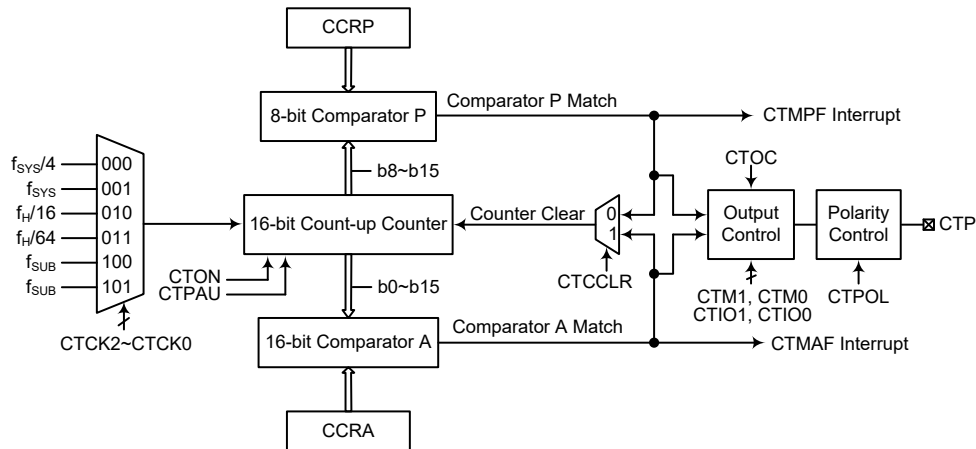 CCRP
8-bit Comparator P
Comparator P Match
CTMPF Interrupt
b8~b15
CTOC
fSYS/4
000
fSYS
001
fH/16
010
fH/64
011
fSUB
100
fSUB
101
16-bit Count-up Counter
Counter Clear
0
1
Output
Control
Polarity
Control
CTP
CTON
CTPAU
b0~b15
CTCCLR
CTM1, CTM0
CTIO1, CTIO0
CTPOL
CTCK2~CTCK0
16-bit Comparator A
Comparator A Match
CTMAF Interrupt
CCRA